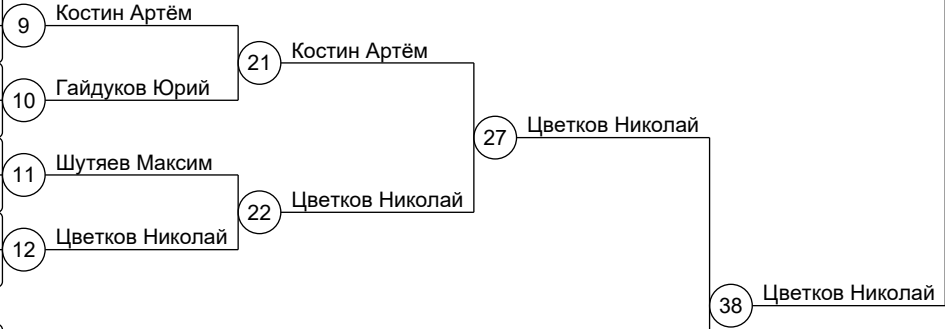 9 Костин Артём
21 Костин Артём
10 Гайдуков Юрий
27 Цветков Николай
11 Шутяев Максим
22 Цветков Николай
12 Цветков Николай
38 Цветков Николай